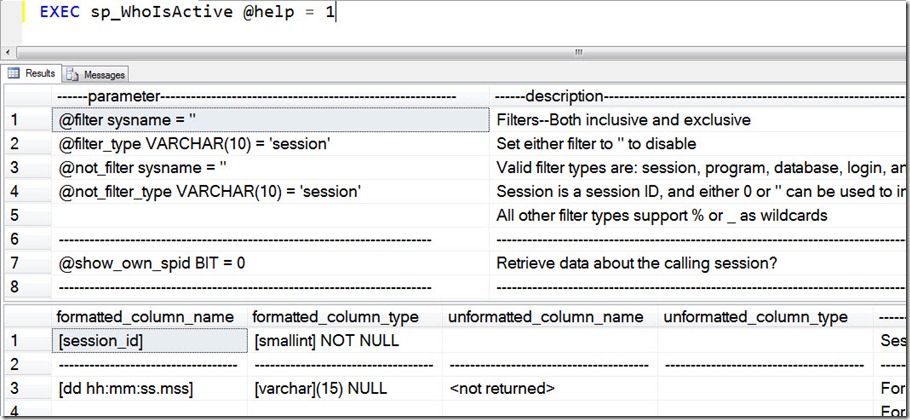 EXEC sp_WhoIsActive @help = 1
Results Messages
------parameter---------------------------------------------------------- ------description----------------------------------------------------------
1 @filter sysname = '' Filters--Both inclusive and exclusive
2 @filter_type VARCHAR(10) = 'session' Set either filter to '' to disable
3 @not_filter sysname = '' Valid filter types are: session, program, database, login,
4 @not_filter_type VARCHAR(10) = 'session' Session is a session ID, and either 0 or '' can be used to
5 All other filter types support % or _ as wildcards
6 ------------------------------------------------------------------------- -------------------------------------------------------------------------
7 @show_own_spid BIT = 0 Retrieve data about the calling session?
8 ------------------------------------------------------------------------- -------------------------------------------------------------------------
formatted_column_name formatted_column_type unformatted_column_name unformatted_column_type -----
1 [session_id] [smallint] NOT NULL
2 ---------------------------------------- ---------------------------------------- ---------------------------------------- ---------------------------------------- -----
3 [dd hh:mm:ss.mss] [varchar](15) NULL <not returned> For
4 For